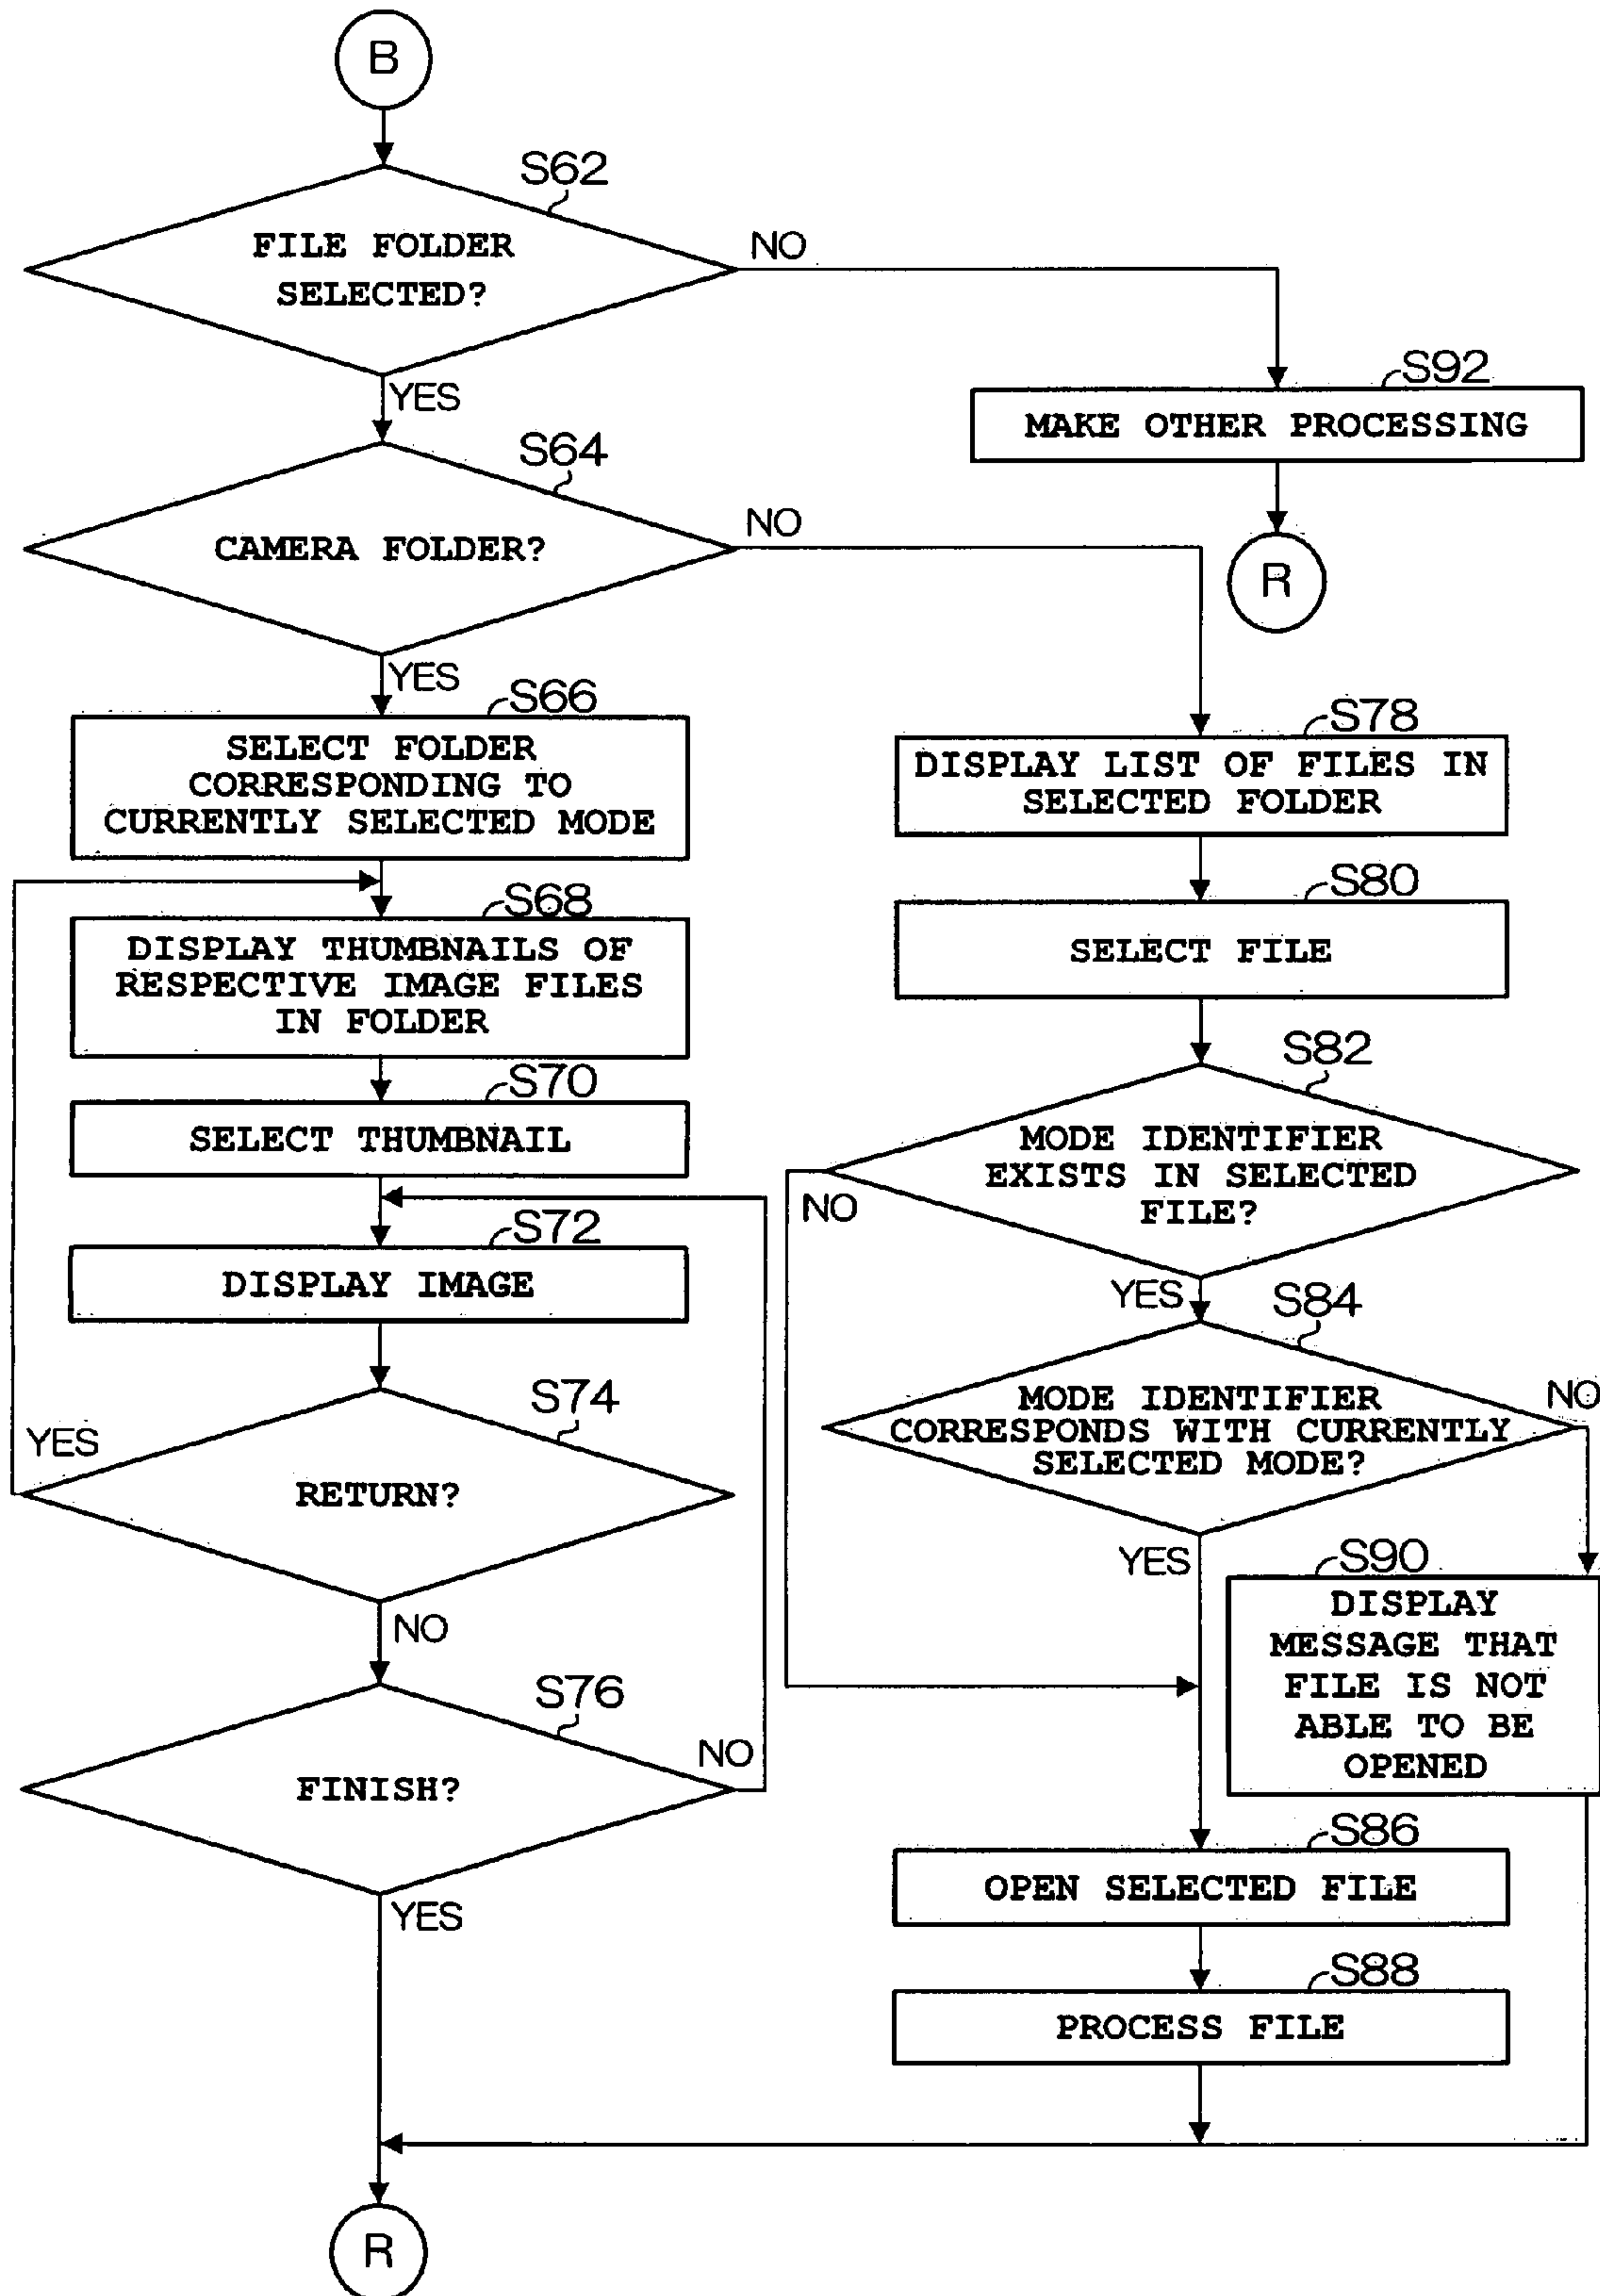 B
S62
FILE FOLDER
SELECTED?
NO
YES
S92
MAKE OTHER PROCESSING
R
S64
CAMERA FOLDER?
NO
YES
S66
SELECT FOLDER
CORRESPONDING TO
CURRENTLY SELECTED MODE
S68
DISPLAY THUMBNAILS OF
RESPECTIVE IMAGE FILES
IN FOLDER
S70
SELECT THUMBNAIL
S72
DISPLAY IMAGE
S74
YES
RETURN?
NO
S76
NO
FINISH?
YES
S78
DISPLAY LIST OF FILES IN
SELECTED FOLDER
S80
SELECT FILE
S82
MODE IDENTIFIER
EXISTS IN SELECTED
FILE?
NO
YES
S84
MODE IDENTIFIER
CORRESPONDS WITH CURRENTLY
SELECTED MODE?
NO
YES
S90
DISPLAY
MESSAGE THAT
FILE IS NOT
ABLE TO BE
OPENED
S86
OPEN SELECTED FILE
S88
PROCESS FILE
R